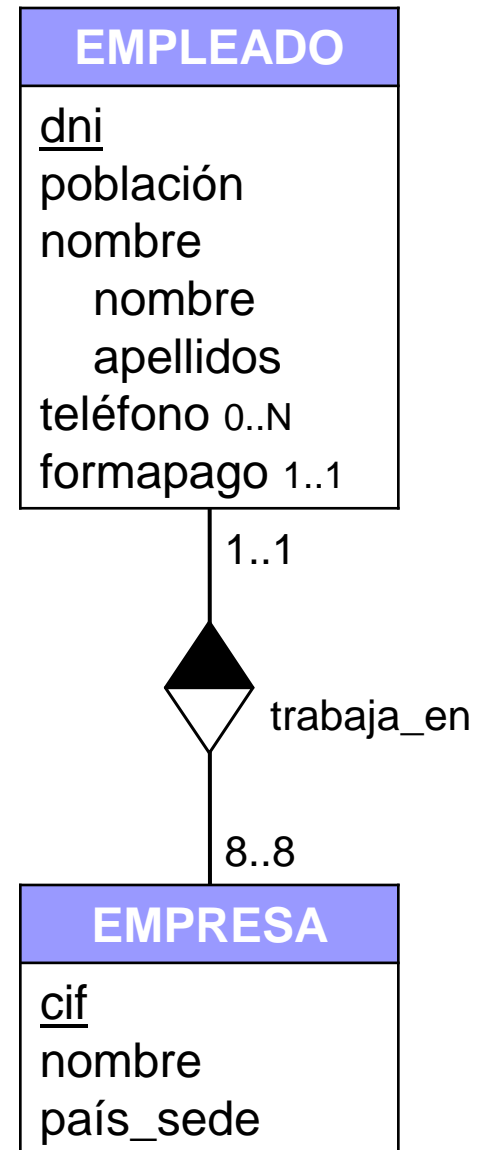 EMPLEADO
dni
población
nombre
nombre
apellidos
teléfono 0..N
formapago 1..1
1..1
trabaja_en
8..8
EMPRESA
cif
nombre
país_sede